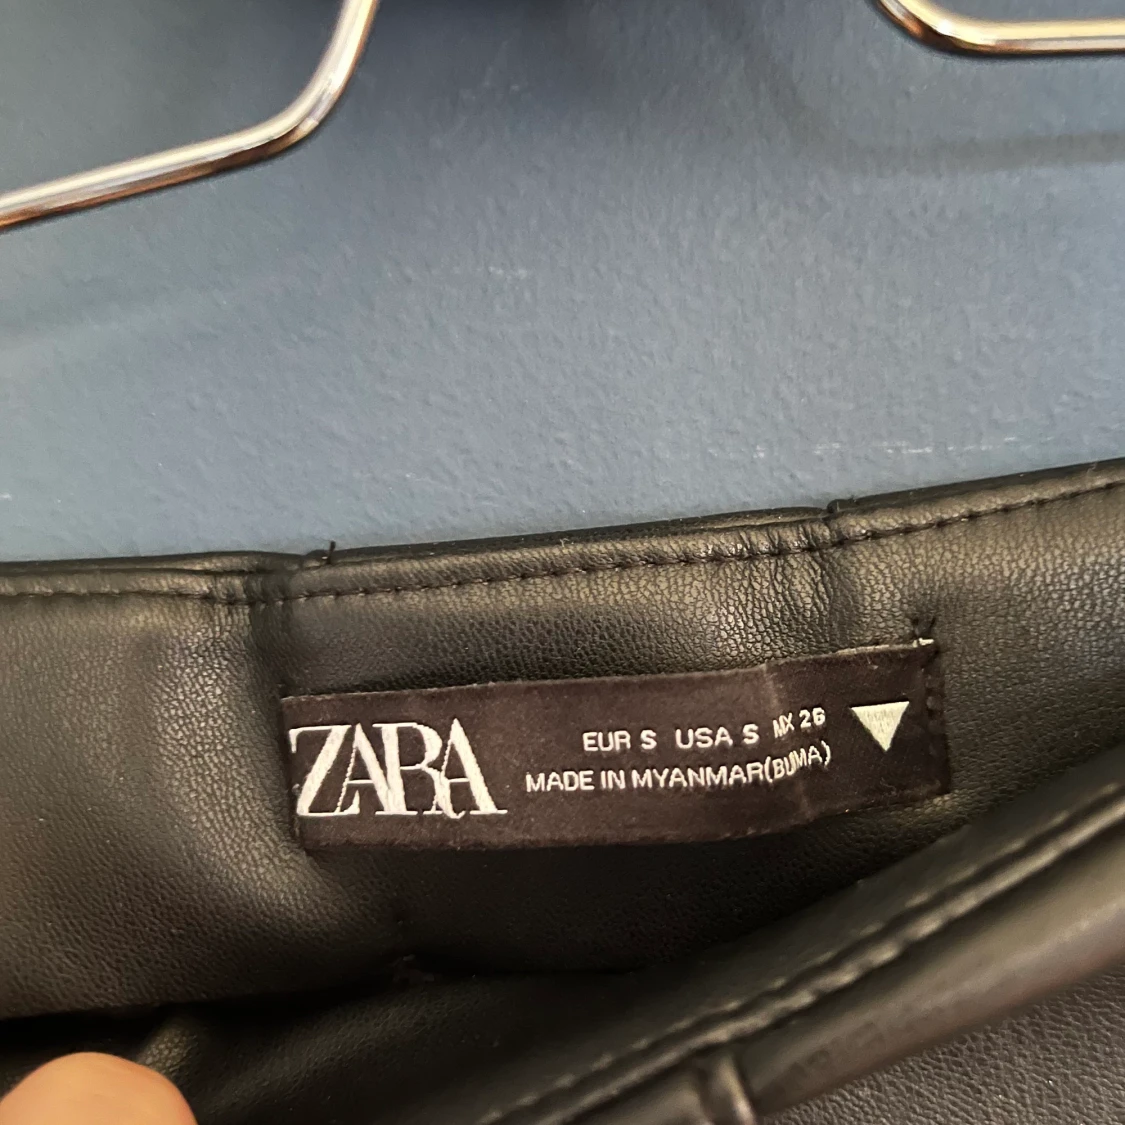 ZARA
EUR S USA S MX 26
MADE IN MYANMAR(BUMA)